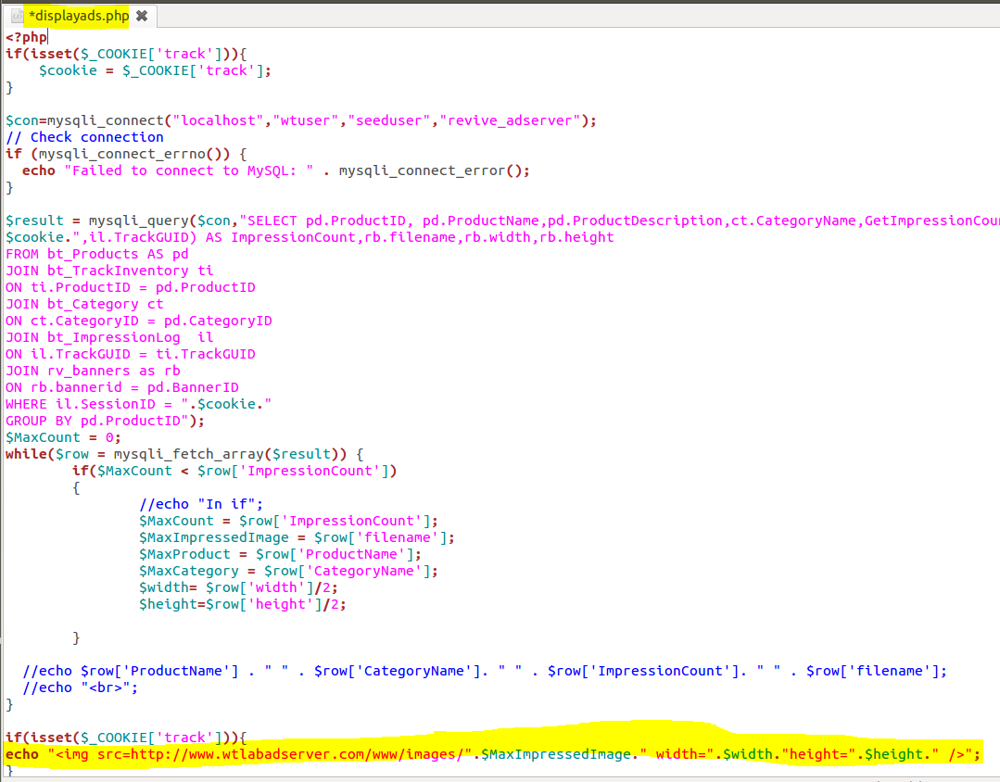 *displayads.php
<?php
if(isset($_COOKIE['track'])){
    $cookie = $_COOKIE['track'];
}

$con=mysqli_connect("localhost","wtuser","seeduser","revive_adserver");
// Check connection
if (mysqli_connect_errno()) {
  echo "Failed to connect to MySQL: " . mysqli_connect_error();
}

$result = mysqli_query($con,"SELECT pd.ProductID, pd.ProductName,pd.ProductDescription,ct.CategoryName,GetImpressionCou
$cookie.",il.TrackGUID) AS ImpressionCount,rb.filename,rb.width,rb.height
FROM bt_Products AS pd
JOIN bt_TrackInventory ti
ON ti.ProductID = pd.ProductID
JOIN bt_Category ct
ON ct.CategoryID = pd.CategoryID
JOIN bt_ImpressionLog  il
ON il.TrackGUID = ti.TrackGUID
JOIN rv_banners as rb
ON rb.bannerid = pd.BannerID
WHERE il.SessionID = ".$cookie."
GROUP BY pd.ProductID");
$MaxCount = 0;
while($row = mysqli_fetch_array($result)) {
        if($MaxCount < $row['ImpressionCount'])
        {
                //echo "In if";
                $MaxCount = $row['ImpressionCount'];
                $MaxImpressedImage = $row['filename'];
                $MaxProduct = $row['ProductName'];
                $MaxCategory = $row['CategoryName'];
                $width= $row['width']/2;
                $height=$row['height']/2;

        }

  //echo $row['ProductName'] . " " . $row['CategoryName']. " " . $row['ImpressionCount']. " " . $row['filename'];
  //echo "<br>";
}

if(isset($_COOKIE['track'])){
echo "<img src=http://www.wtlabadserver.com/www/images/".$MaxImpressedImage." width=".$width."height=".$height." />";
}